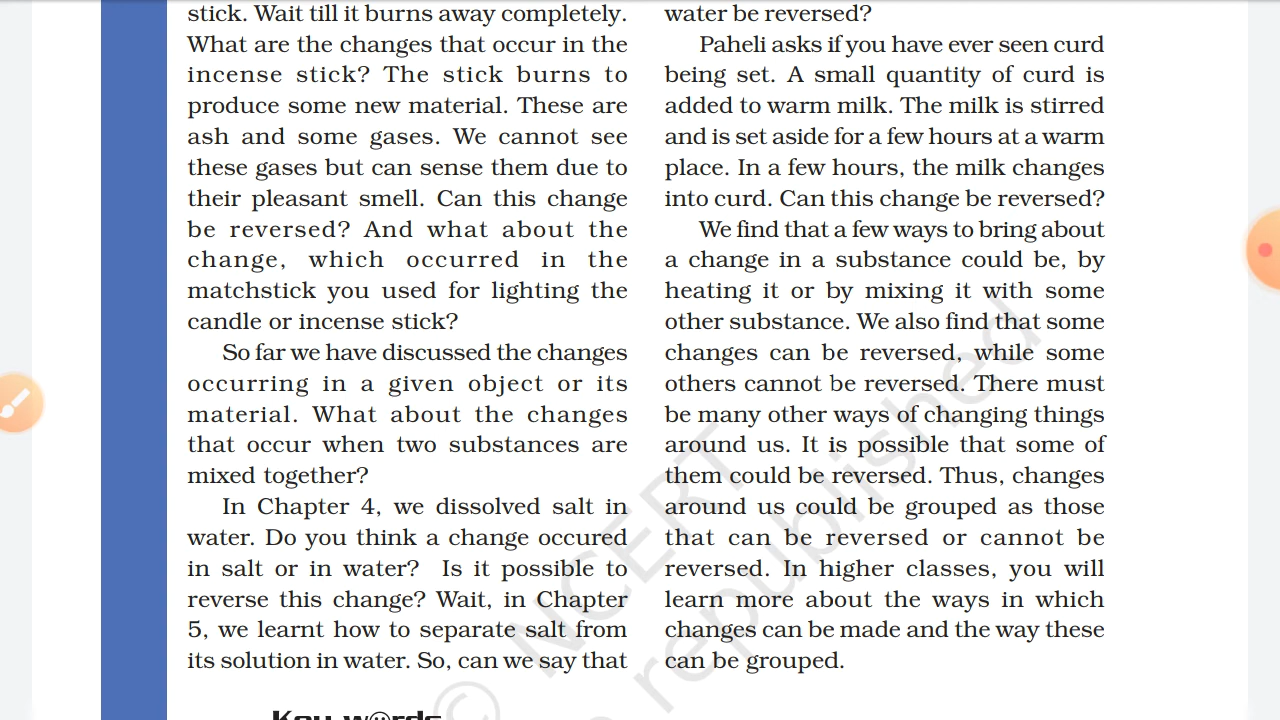 stick. Wait till it burns away completely.
What are the changes that occur in the
incense stick? The stick burns to
produce some new material. These are
ash and some gases. We cannot see
these gases but can sense them due to
their pleasant smell. Can this change
be reversed? And what about the
change, which occurred in the
matchstick you used for lighting the
candle or incense stick?
So far we have discussed the changes
occurring in a given object or its
material. What about the changes
that occur when two substances are
mixed together?
In Chapter 4, we dissolved salt in
water. Do you think a change occured
in salt or in water? Is it possible to
reverse this change? Wait, in Chapter
5, we learnt how to separate salt from
its solution in water. So, can we say that
water be reversed?
Paheli asks if you have ever seen curd
being set. A small quantity of curd is
added to warm milk. The milk is stirred
and is set aside for a few hours at a warm
place. In a few hours, the milk changes
into curd. Can this change be reversed?
We find that a few ways to bring about
a change in a substance could be, by
heating it or by mixing it with some
other substance. We also find that some
changes can be reversed, while some
others cannot be reversed. There must
be many other ways of changing things
around us. It is possible that some of
them could be reversed. Thus, changes
around us could be grouped as those
that can be reversed or cannot be
reversed. In higher classes, you will
learn more about the ways in which
changes can be made and the way these
can be grouped.
Key words
© NCERT
republished